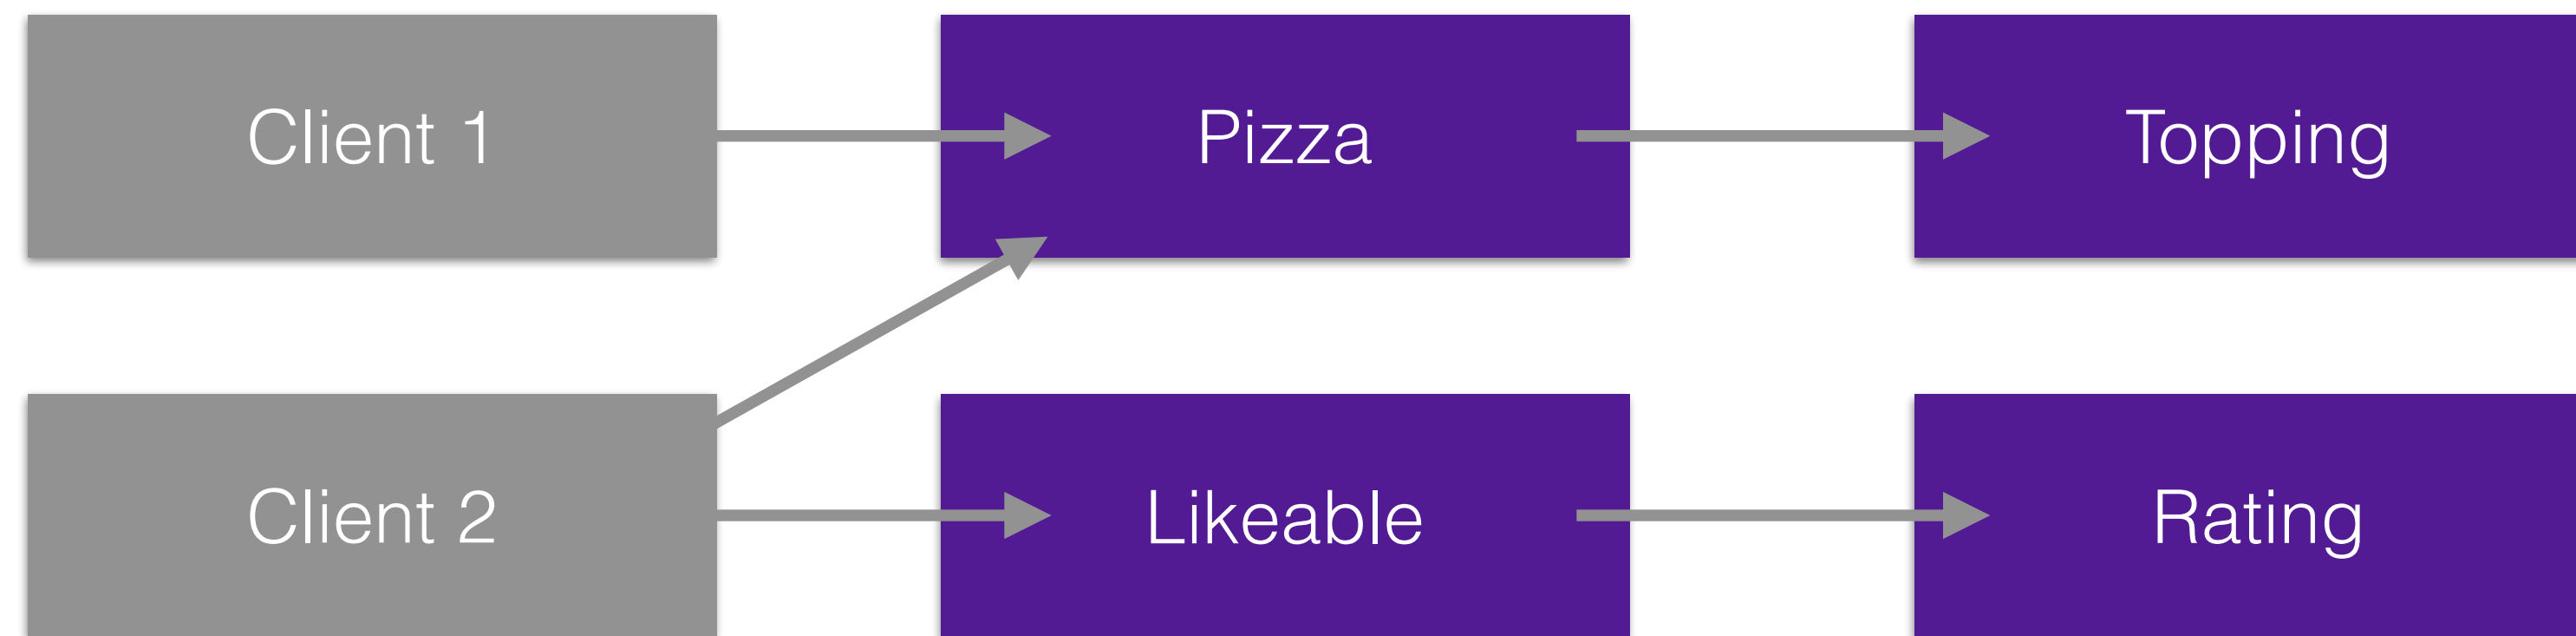 Client 1
Pizza
Topping
Client 2
Likeable
Rating